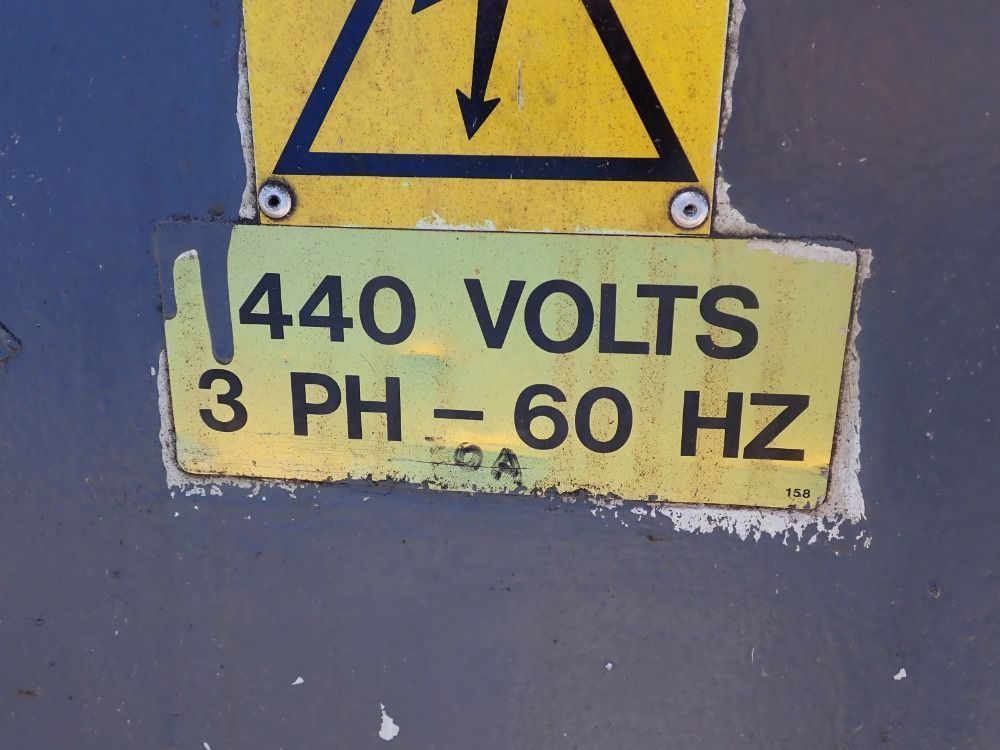 440 VOLTS
3 PH – 60 HZ
158